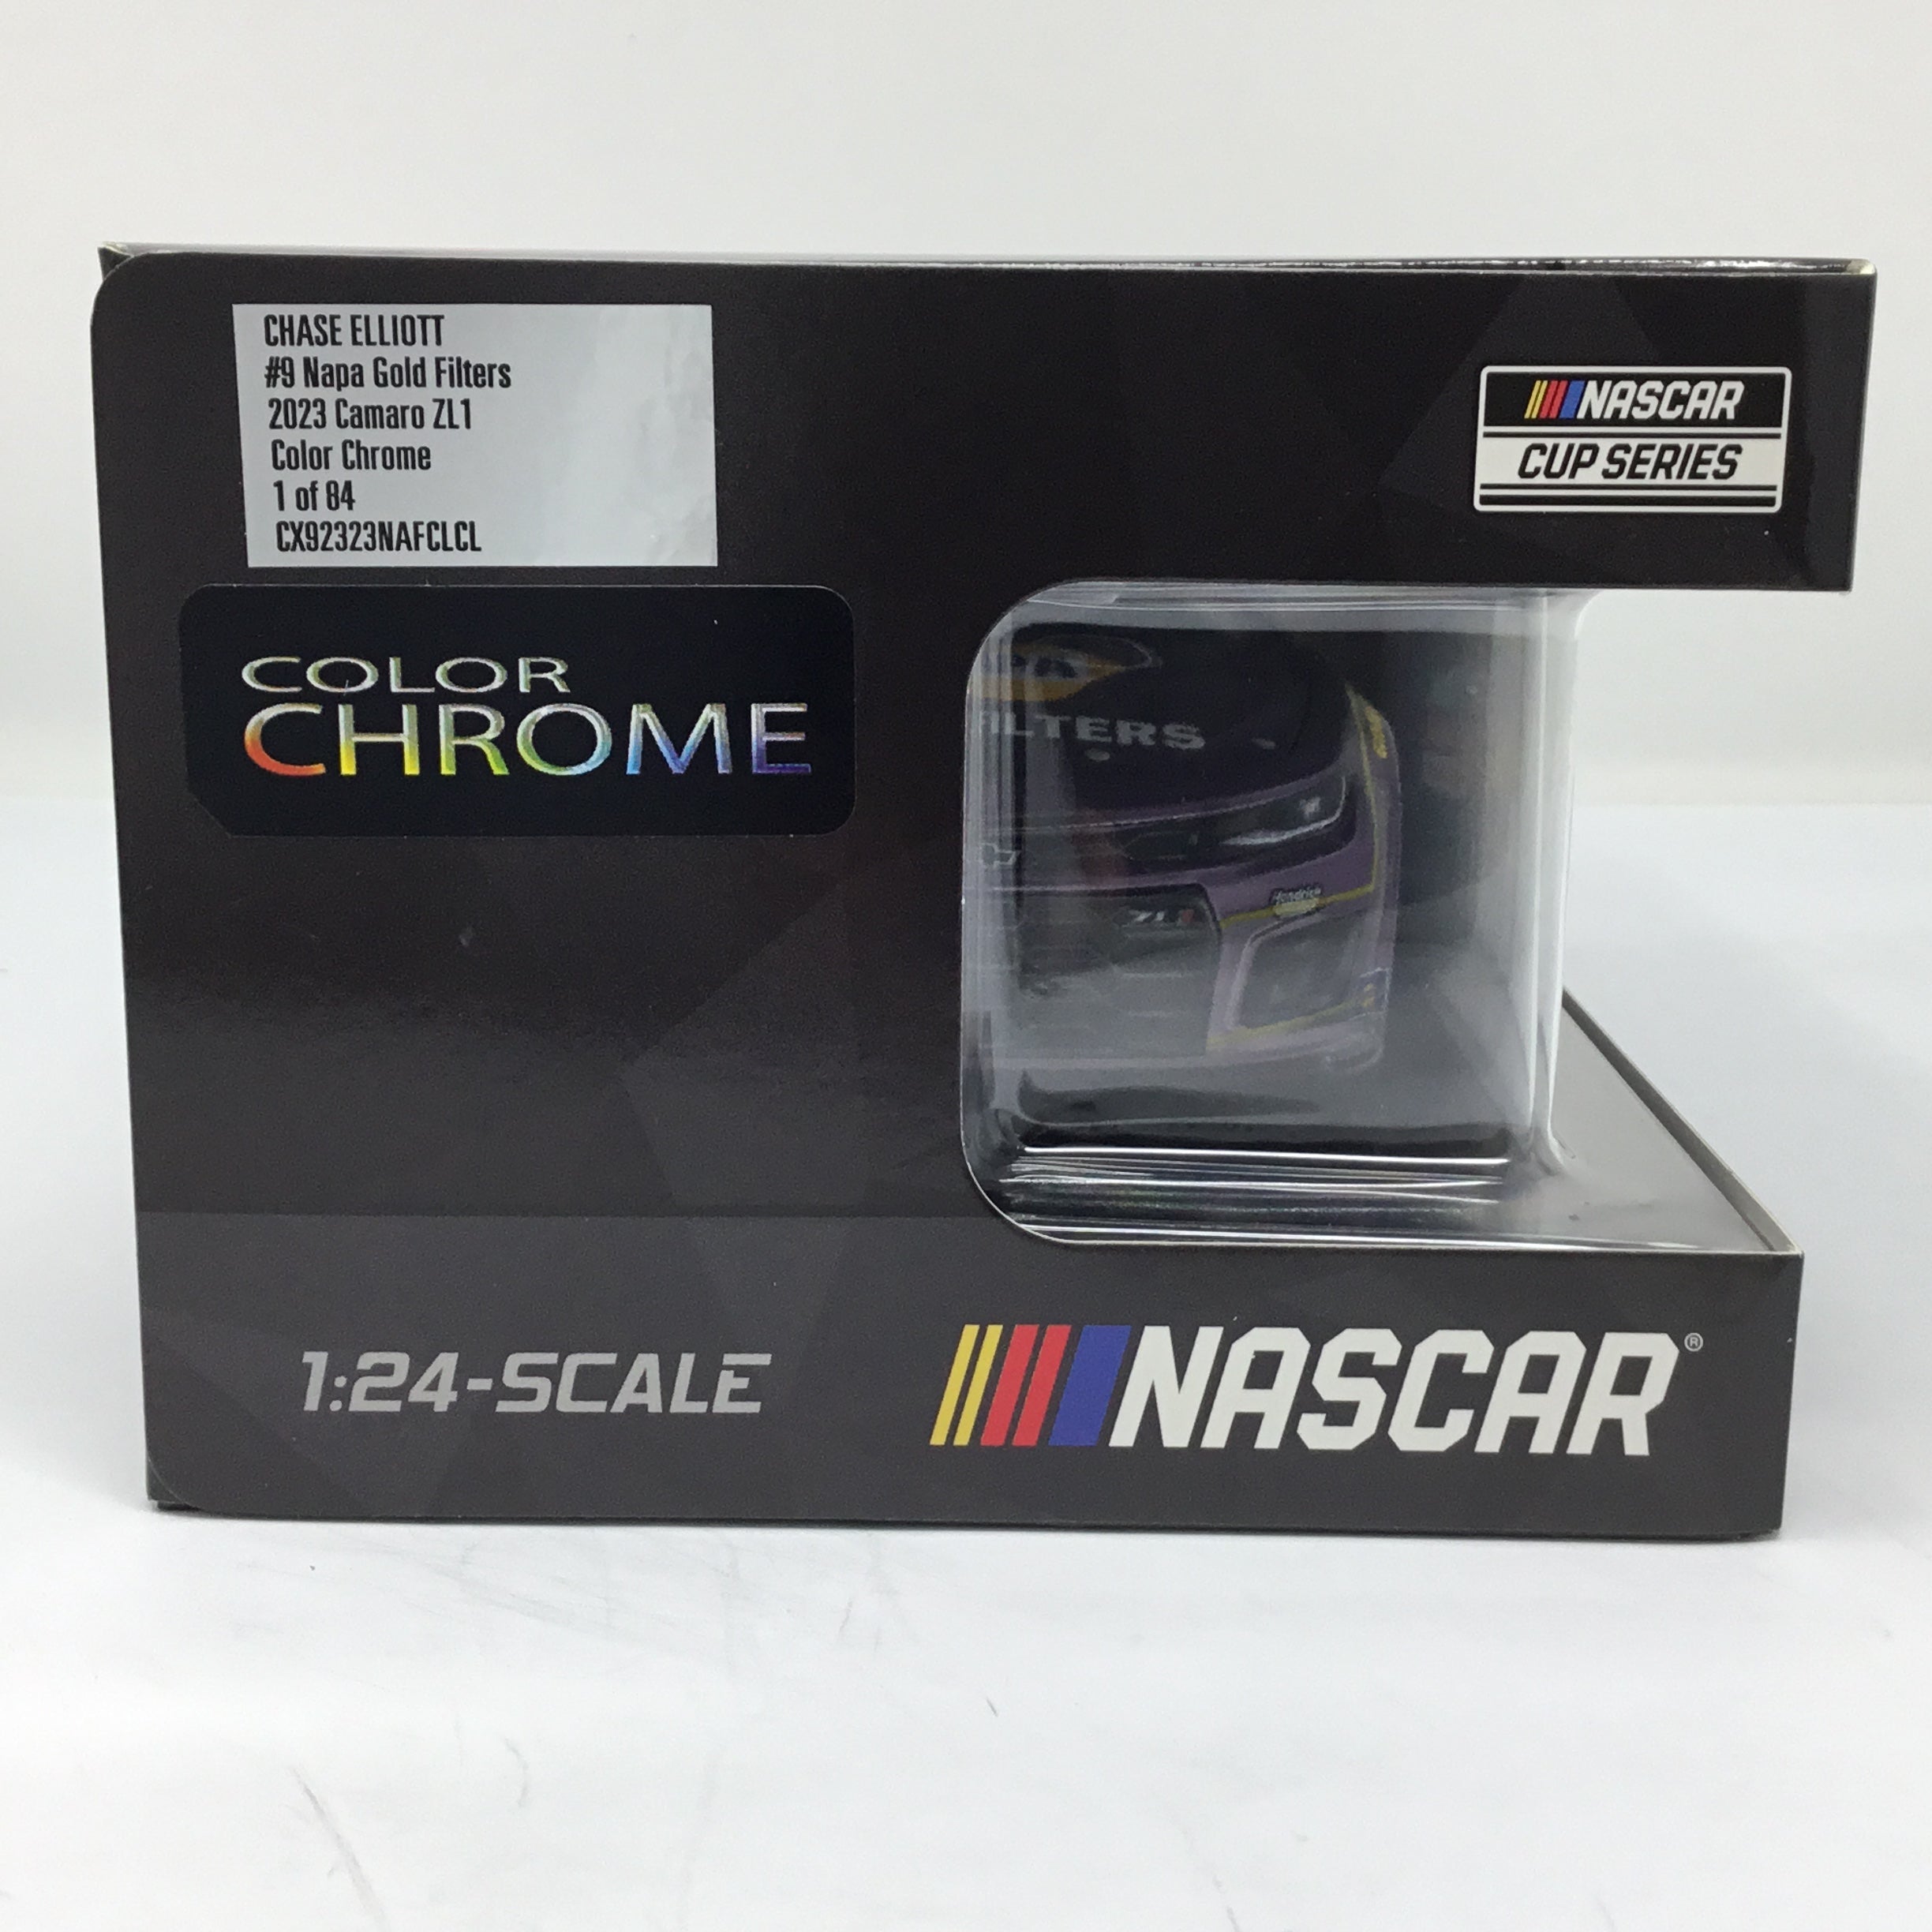 CHASE ELLIOTT
#9 Napa Gold Filters
2023 Camaro ZL1
Color Chrome
1 of 84
CX92323NAFCLCL
NASCAR
CUP SERIES
COLOR
CHROME
FILTERS
ZL1
Hendrick
1:24-SCALE
NASCAR®